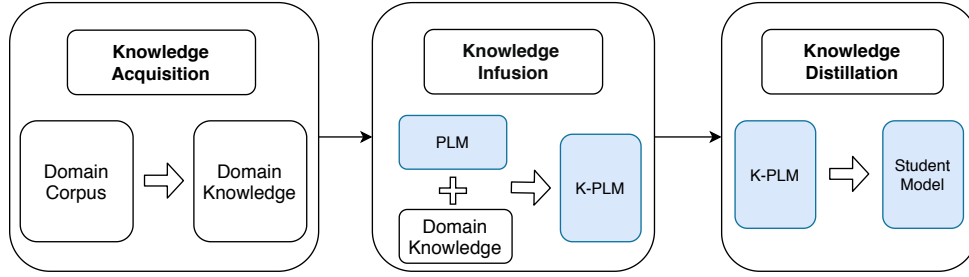 Knowledge
Acquisition
Domain
Corpus
Domain
Knowledge
Knowledge
Infusion
PLM
Domain
Knowledge
K-PLM
Knowledge
Distillation
K-PLM
Student
Model